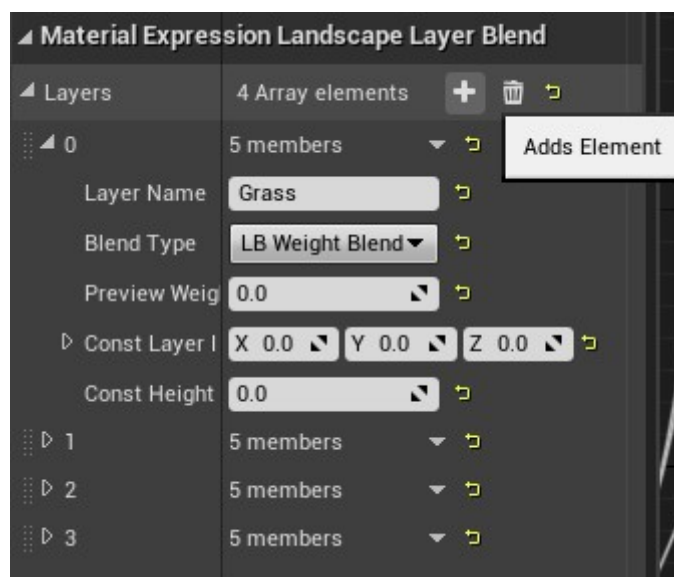 Material Expression Landscape Layer Blend
Layers 4 Array elements
Adds Element
0 5 members
Layer Name Grass
Blend Type LB Weight Blend
Preview Weig 0.0
Const Layer I X 0.0 Y 0.0 Z 0.0
Const Height 0.0
1 5 members
2 5 members
3 5 members